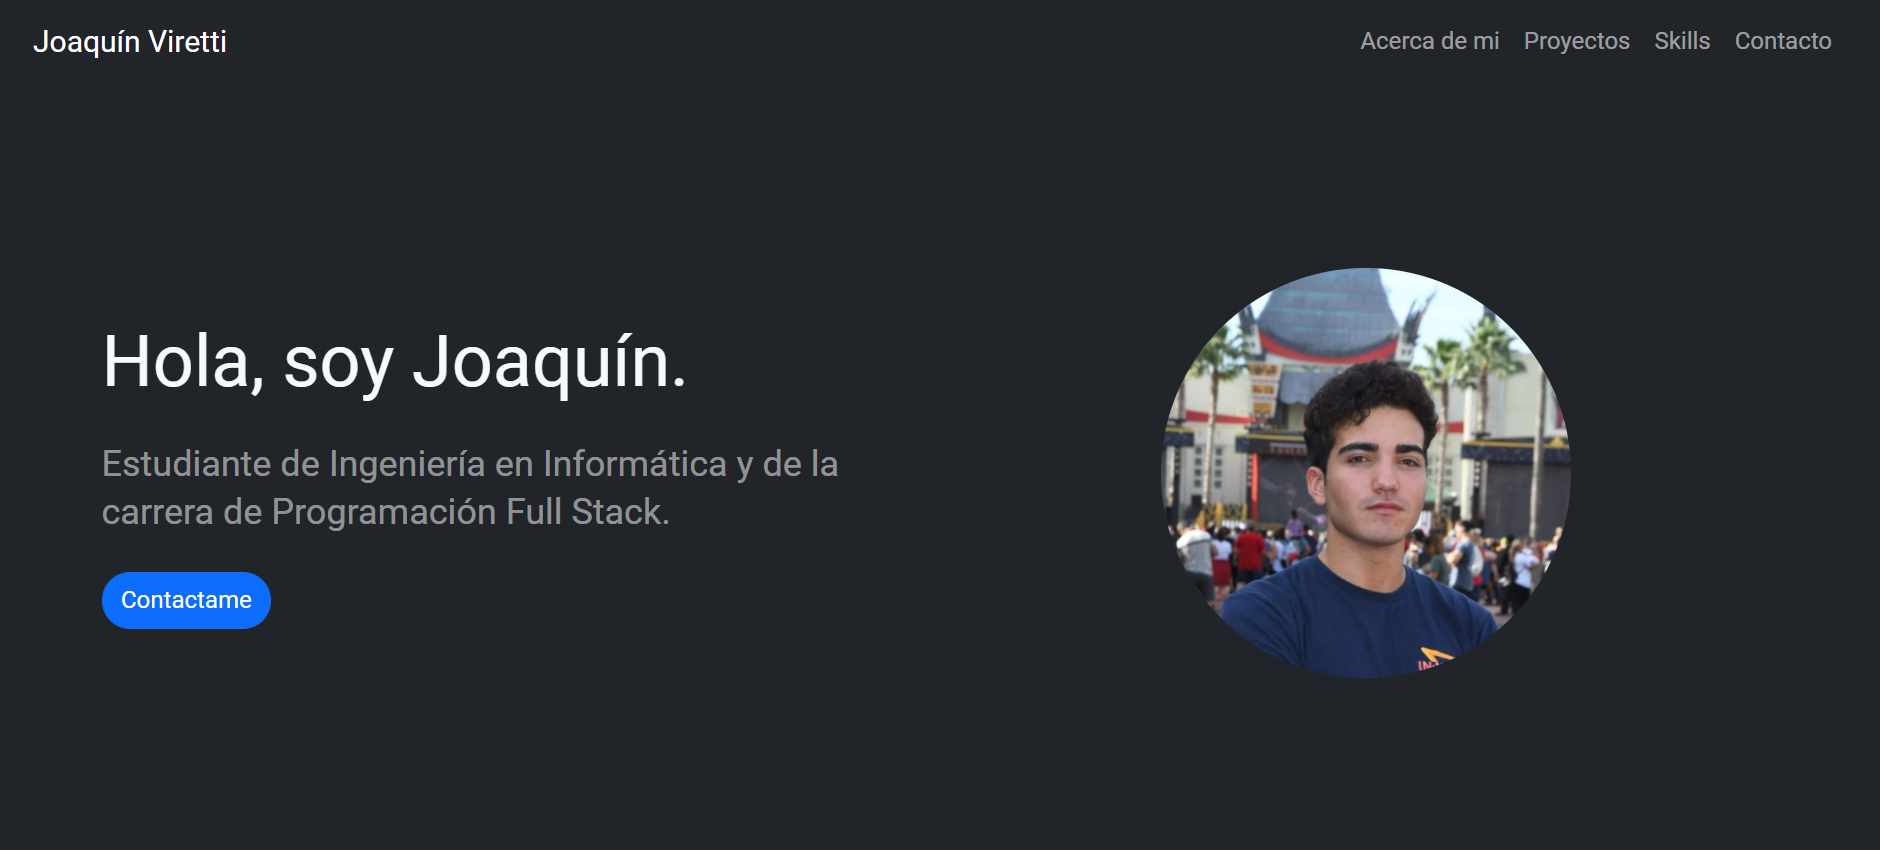 Joaquín Viretti
Acerca de mi Proyectos Skills Contacto
Hola, soy Joaquín.
Estudiante de Ingeniería en Informática y de la
carrera de Programación Full Stack.
Contactame